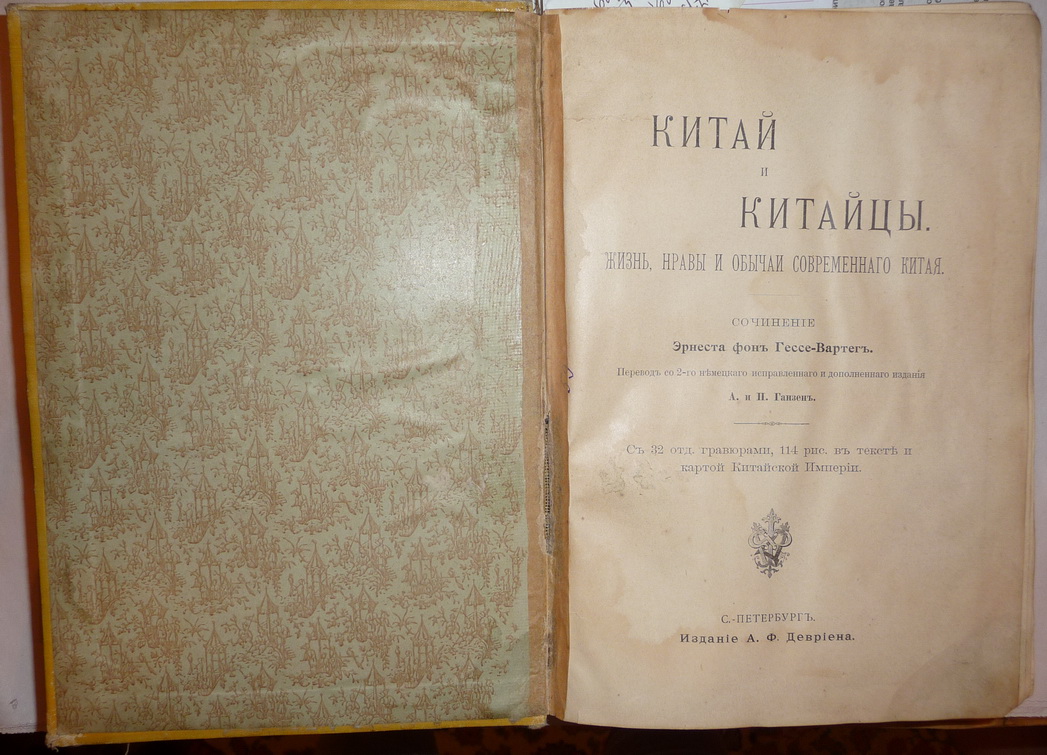 КИТАЙ
И
КИТАЙЦЫ.
ЖИЗНЬ, НРАВЫ И ОБЫЧАИ СОВРЕМЕННАГО КИТАЯ.
СОЧИНЕНІЕ
Эрнеста фонъ Гессе-Вартегъ.
Переводъ со 2-го нѣмецкаго исправленнаго и дополненнаго изданія
А. и П. Ганзенъ.
Съ 32 отд. гравюрами, 114 рис. въ текстѣ и
картой Китайской Имперіи.
С.-ПЕТЕРБУРГЪ.
Изданіе А. Ф. Девріена.